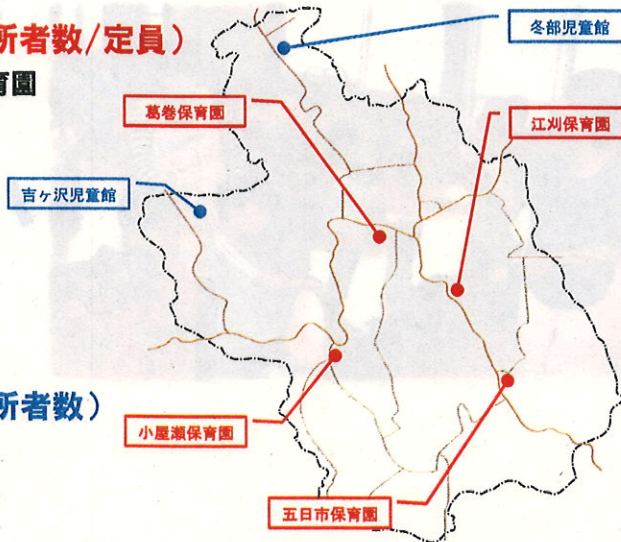 所者数/定員）
育園
冬部児童館
葛巻保育園
江刈保育園
吉ヶ沢児童館
所者数）
小屋瀬保育園
五日市保育園